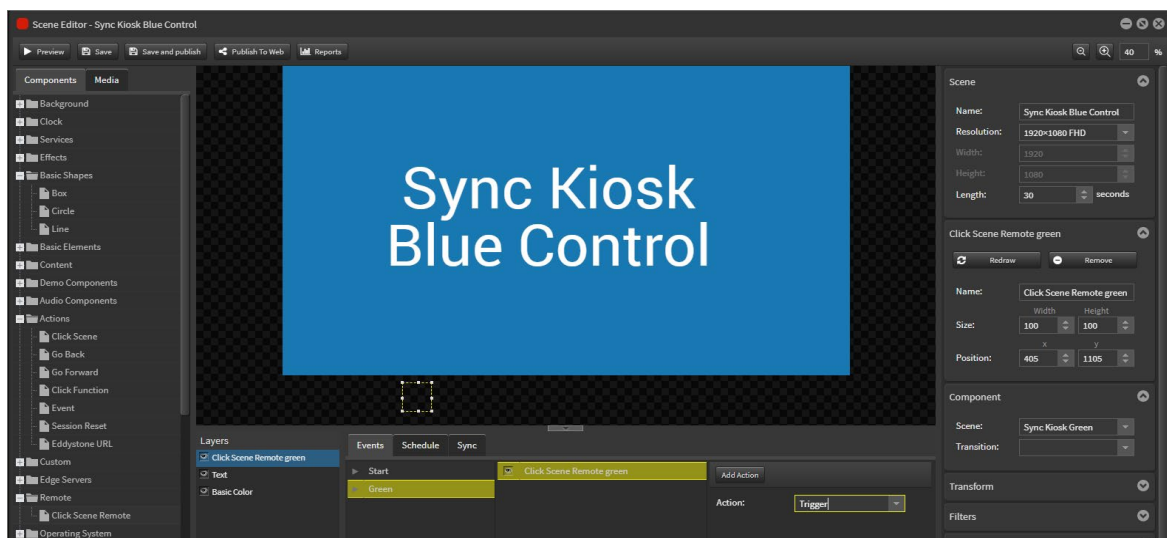 Scene Editor - Sync Kiosk Blue Control
Preview Save Save and publish Publish To Web Reports 40 %
Components Media
Background
Clock
Services
Effects
Basic Shapes
Box
Circle
Line
Basic Elements
Content
Demo Components
Audio Components
Actions
Click Scene
Go Back
Go Forward
Click Function
Event
Session Reset
Eddystone URL
Custom
Edge Servers
Remote
Click Scene Remote
Operating System
Sync Kiosk
Blue Control
Layers
Click Scene Remote green
Text
Basic Color
Events Schedule Sync
Start
Green
Click Scene Remote green
Add Action
Action: Trigger
Scene
Name: Sync Kiosk Blue Control
Resolution: 1920×1080 FHD
Width: 1920
Height: 1080
Length: 30 seconds
Click Scene Remote green
Redraw Remove
Name: Click Scene Remote green
Width Height
Size: 100 100
x y
Position: 405 1105
Component
Scene: Sync Kiosk Green
Transition:
Transform
Filters